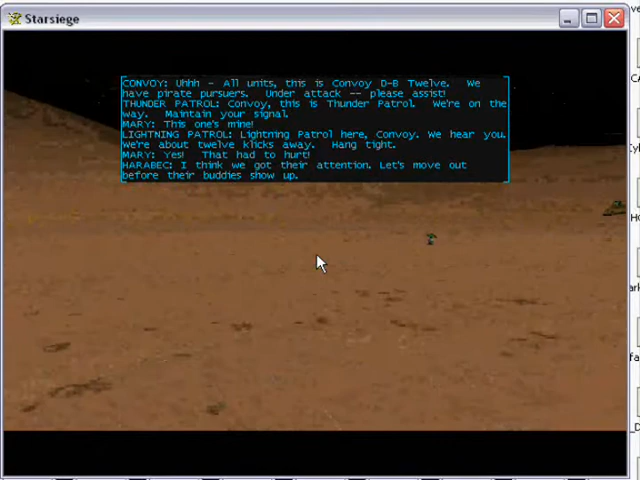 Starsiege
CONVOY: Uhhh - All units, this is Convoy D-B Twelve. We
have pirate pursuers. Under attack -- please assist!
THUNDER PATROL: Convoy, this is Thunder Patrol. We're on the
way. Maintain your signal.
MARY: This one's mine!
LIGHTNING PATROL: Lightning Patrol here, Convoy. We hear you.
We're about twelve klicks away. Hang tight.
MARY: Yes! That had to hurt!
HARABEC: I think we got their attention. Let's move out
before their buddies show up.